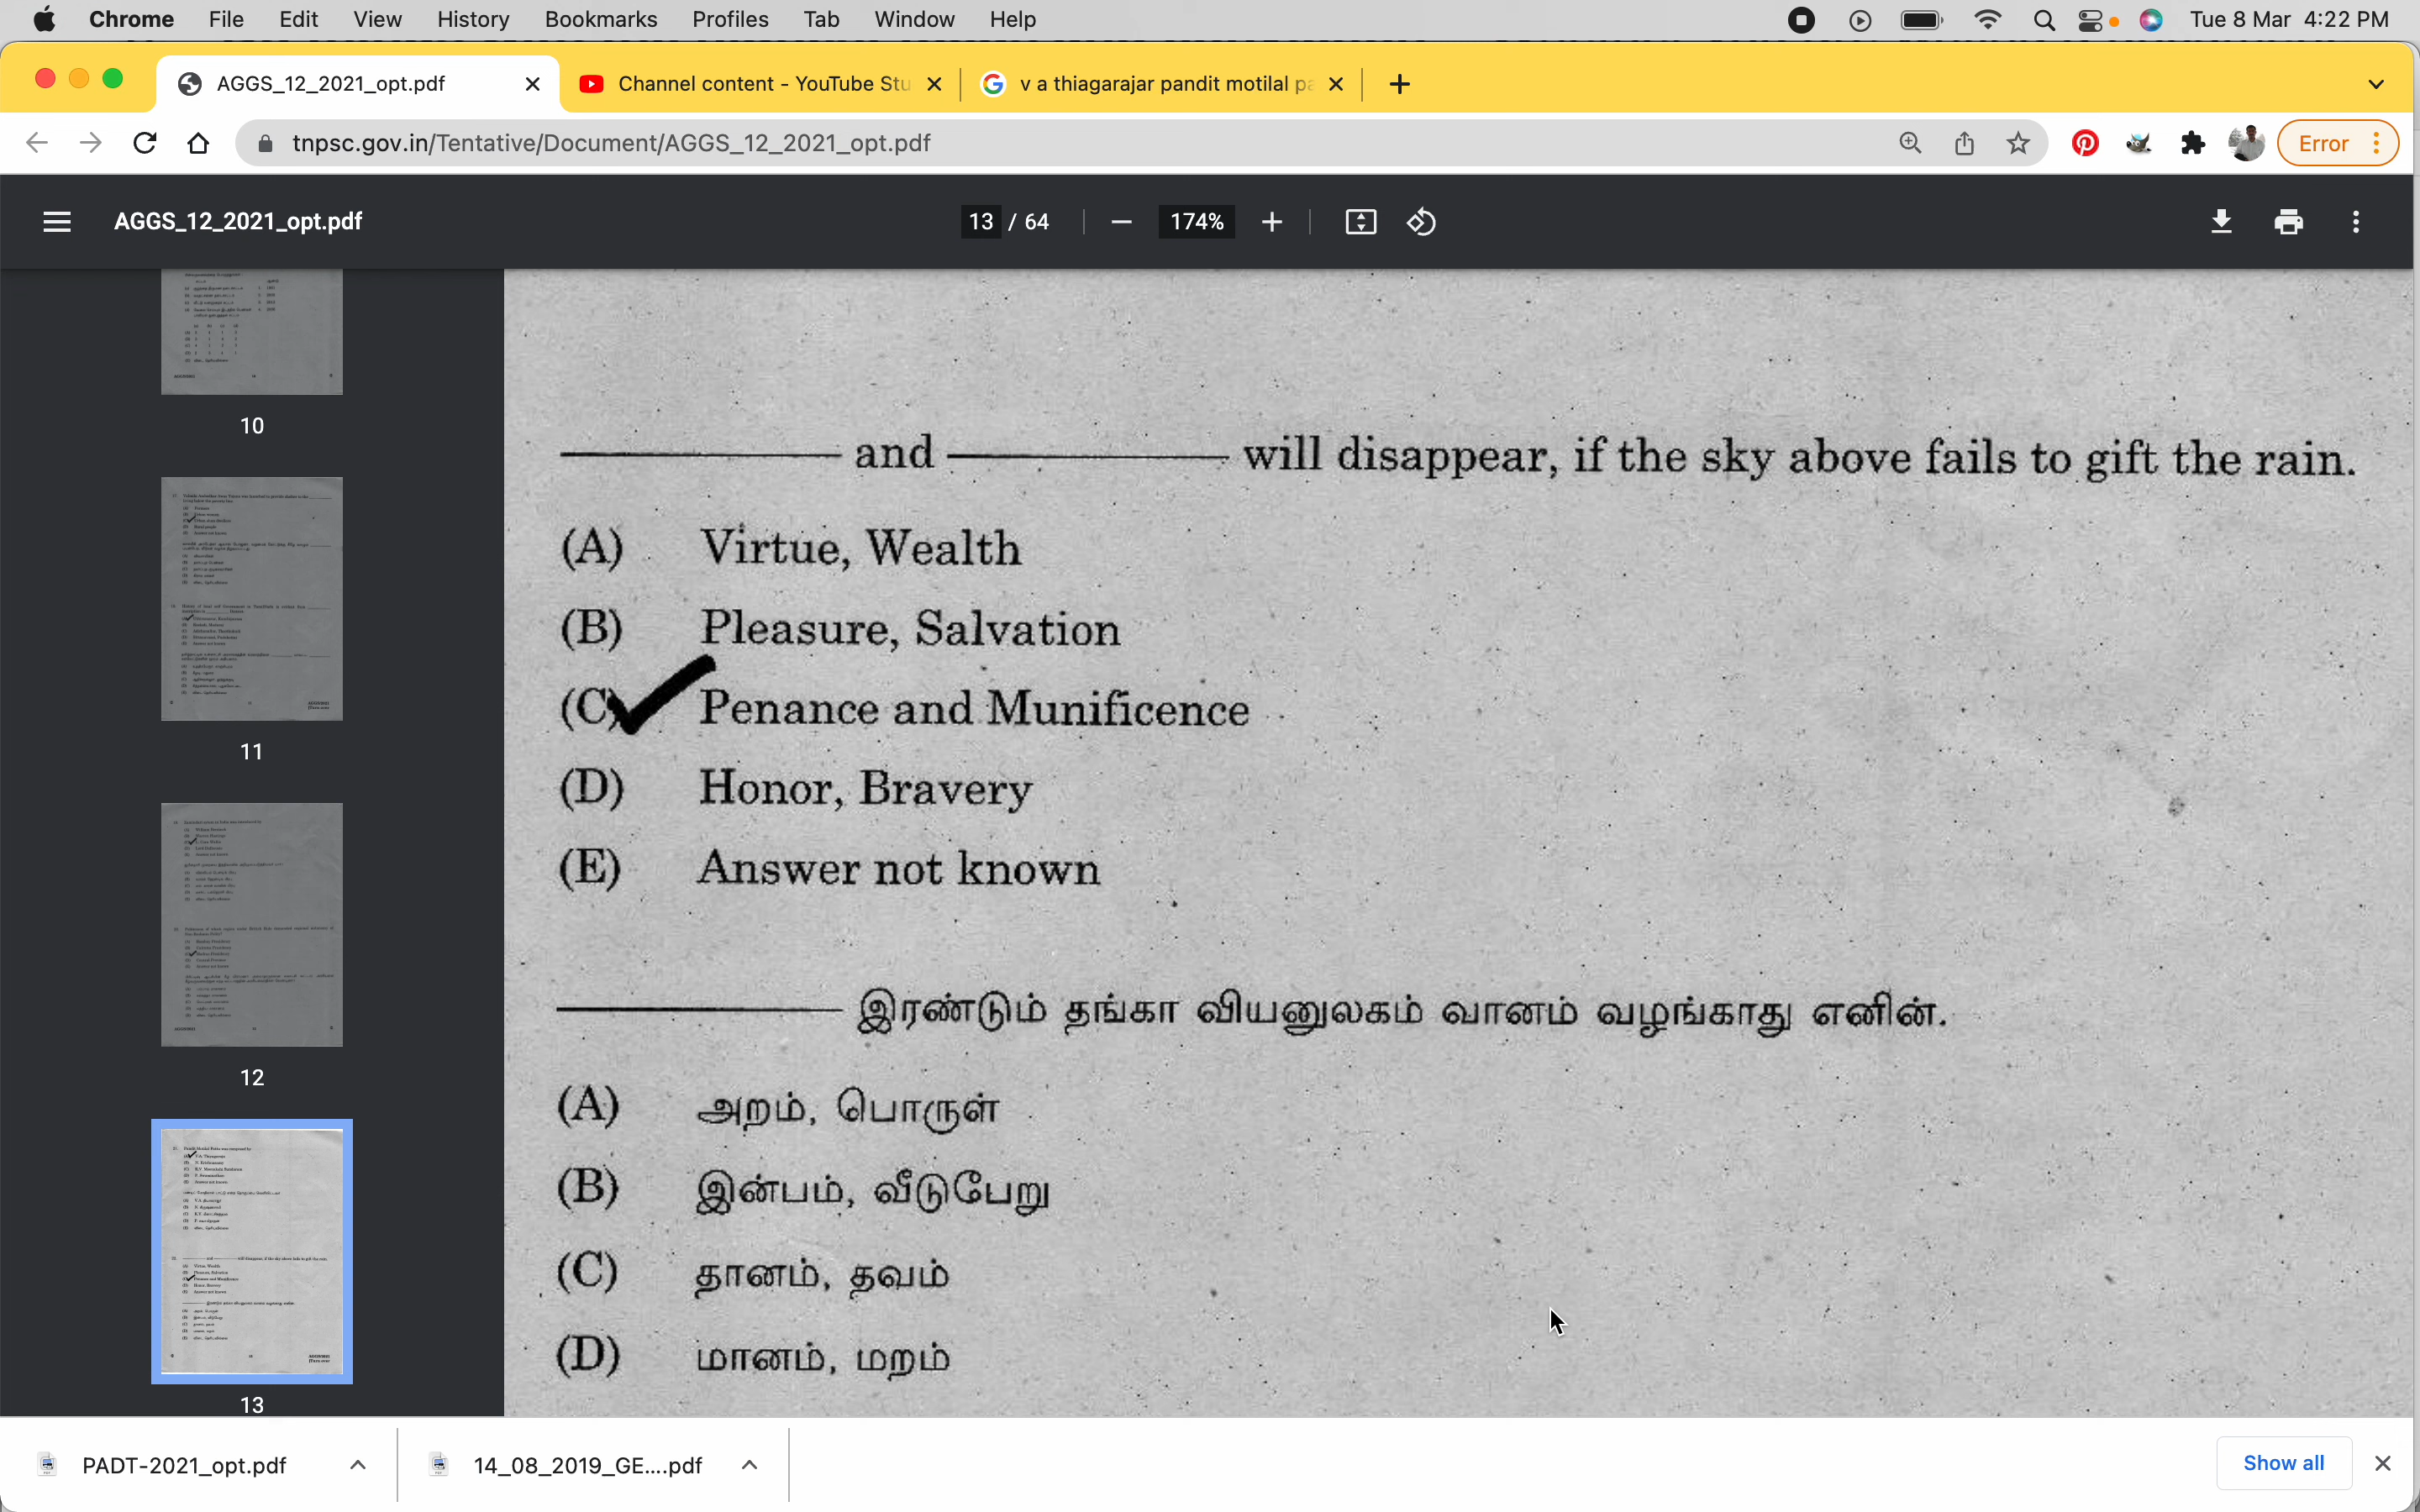 Chrome File Edit View History Bookmarks Profiles Tab Window Help Tue 8 Mar 4:22 PM
AGGS_12_2021_opt.pdf Channel content - YouTube Stu v a thiagarajar pandit motilal pa
tnpsc.gov.in/Tentative/Document/AGGS_12_2021_opt.pdf Error
AGGS_12_2021_opt.pdf 13 / 64 174%
10
11
12
13
———— and ———— will disappear, if the sky above fails to gift the rain.
(A) Virtue, Wealth
(B) Pleasure, Salvation
(C) Penance and Munificence
(D) Honor, Bravery
(E) Answer not known
———— இரண்டும் தங்கா வியனுலகம் வானம் வழங்காது எனின்.
(A) அறம், பொருள்
(B) இன்பம், வீடுபேறு
(C) தானம், தவம்
(D) மானம், மறம்
PADT-2021_opt.pdf 14_08_2019_GE....pdf Show all